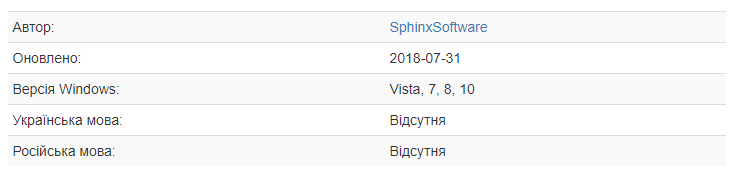 Автор: SphinxSoftware
Оновлено: 2018-07-31
Версія Windows: Vista, 7, 8, 10
Українська мова: Відсутня
Російська мова: Відсутня